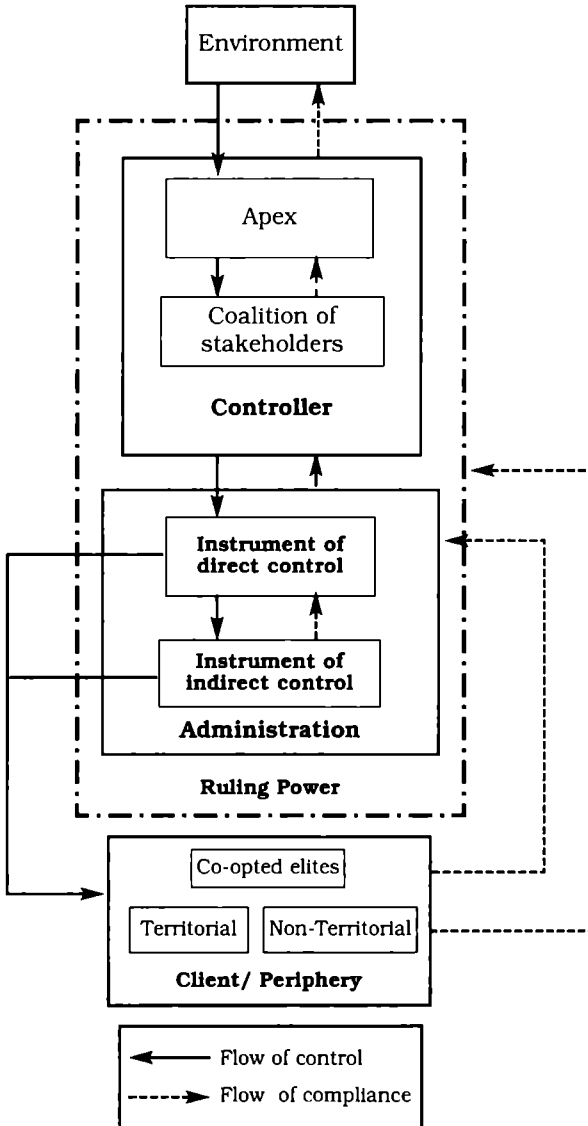 Environment
Apex
Coalition of
stakeholders
Controller
Instrument of
direct control
Instrument of
indirect control
Administration
Ruling Power
Co-opted elites
Territorial
Non-Territorial
Client/ Periphery
Flow of control
Flow of compliance